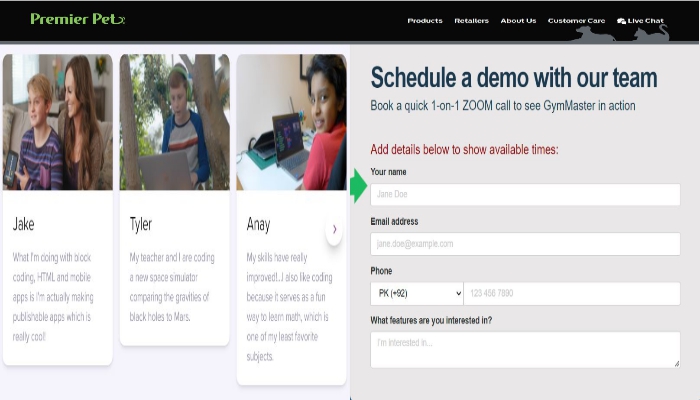 Premier Pet
Products Retailers About Us Customer Care Live Chat
Jake
What I'm doing with block
coding, HTML and mobile
apps is I'm actually making
publishable apps which is
really cool!
Tyler
My teacher and I are coding
a new space simulator
comparing the gravities of
black holes to Mars.
Anay
My skills have really
improved!..I also like coding
because it serves as a fun
way to learn math, which is
one of my least favorite
subjects.
Schedule a demo with our team
Book a quick 1-on-1 ZOOM call to see GymMaster in action
Add details below to show available times:
Your name
Jane Doe
Email address
jane.doe@example.com
Phone
PK (+92) 123 456 7890
What features are you interested in?
I'm interested in...